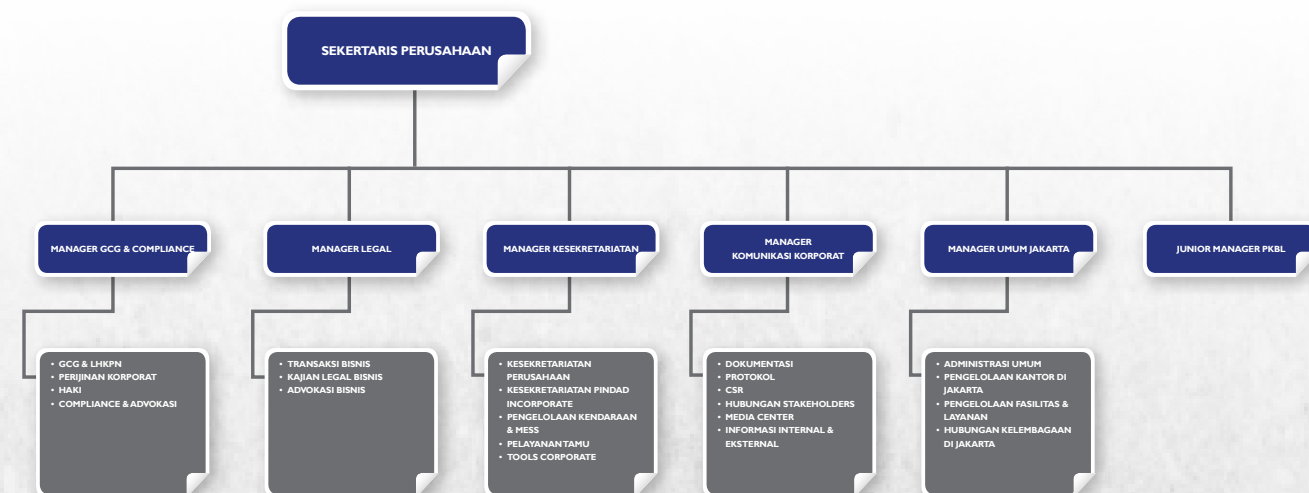 SEKERTARIS PERUSAHAAN
MANAGER GCG & COMPLIANCE
MANAGER LEGAL
MANAGER KESEKRETARIATAN
MANAGER
KOMUNIKASI KORPORAT
MANAGER UMUM JAKARTA
JUNIOR MANAGER PKBL
• GCG & LHKPN
• PERIJINAN KORPORAT
• HAKI
• COMPLIANCE & ADVOKASI
• TRANSAKSI BISNIS
• KAJIAN LEGAL BISNIS
• ADVOKASI BISNIS
• KESEKRETARIATAN
PERUSAHAAN
• KESEKRETARIATAN PINDAD
INCORPORATE
• PENGELOLAAN KENDARAAN
& MESS
• PELAYANAN TAMU
• TOOLS CORPORATE
• DOKUMENTASI
• PROTOKOL
• CSR
• HUBUNGAN STAKEHOLDERS
• MEDIA CENTER
• INFORMASI INTERNAL &
EKSTERNAL
• ADMINISTRASI UMUM
• PENGELOLAAN KANTOR DI
JAKARTA
• PENGELOLAAN FASILITAS &
LAYANAN
• HUBUNGAN KELEMBAGAAN
DI JAKARTA